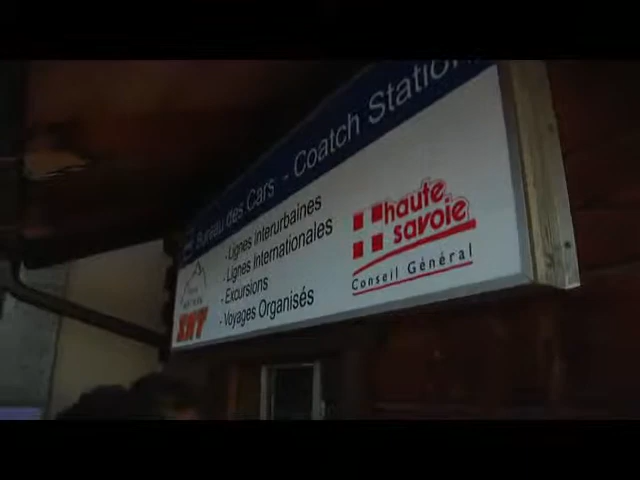 Bureau des Cars - Coatch Station
- Lignes interurbaines
- Lignes Internationales
- Excursions
- Voyages Organisés
SAT
haute
savoie
Conseil Général